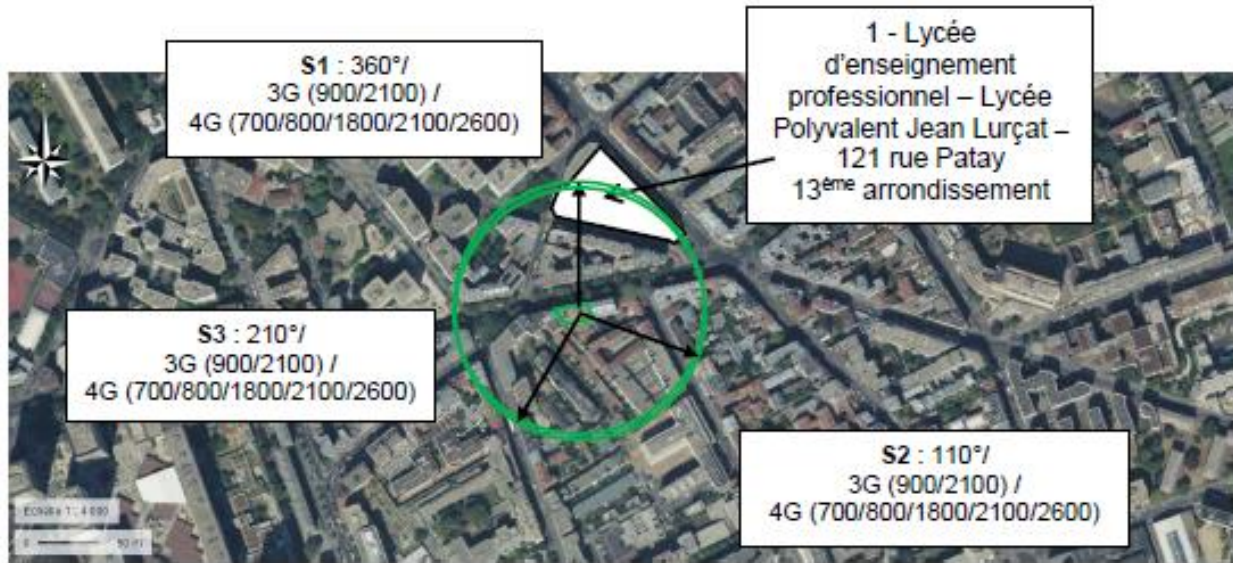 S1 : 360°/
3G (900/2100) /
4G (700/800/1800/2100/2600)
1 - Lycée
d'enseignement
professionnel – Lycée
Polyvalent Jean Lurçat –
121 rue Patay
13ème arrondissement
S3 : 210°/
3G (900/2100) /
4G (700/800/1800/2100/2600)
S2 : 110°/
3G (900/2100) /
4G (700/800/1800/2100/2600)
0